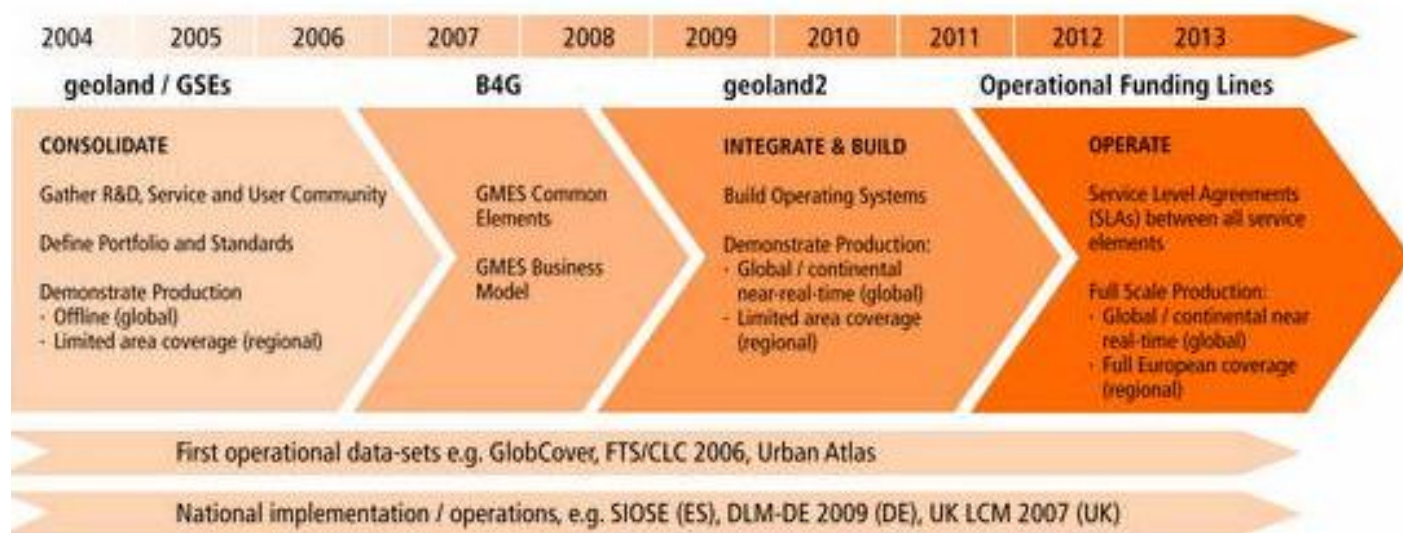 2004 2005 2006 2007 2008 2009 2010 2011 2012 2013
geoland / GSEs B4G geoland2 Operational Funding Lines
CONSOLIDATE
Gather R&D, Service and User Community
Define Portfolio and Standards
Demonstrate Production
· Offline (global)
· Limited area coverage (regional)
GMES Common
Elements
GMES Business
Model
INTEGRATE & BUILD
Build Operating Systems
Demonstrate Production:
· Global / continental
near-real-time (global)
· Limited area coverage
(regional)
OPERATE
Service Level Agreements
(SLAs) between all service
elements
Full Scale Production:
· Global / continental near
real-time (global)
· Full European coverage
(regional)
First operational data-sets e.g. GlobCover, FTS/CLC 2006, Urban Atlas
National implementation / operations, e.g. SIOSE (ES), DLM-DE 2009 (DE), UK LCM 2007 (UK)